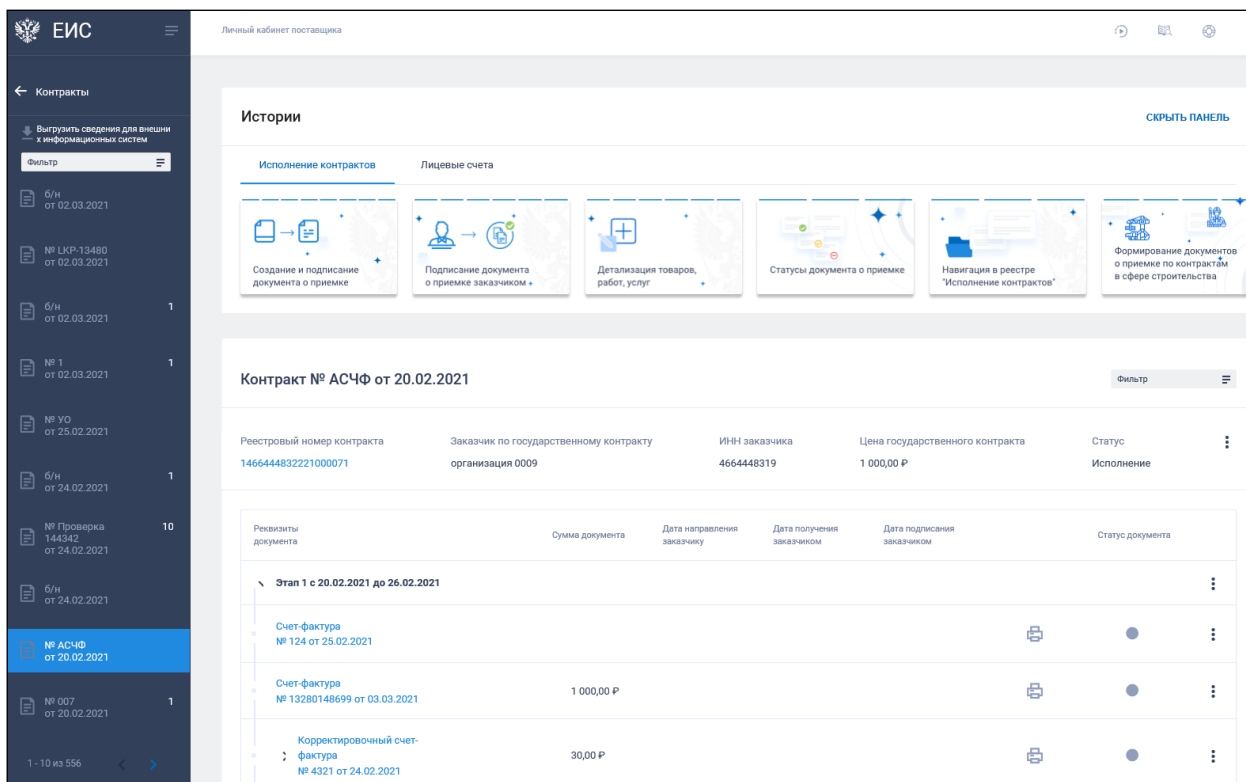 ЕИС
Контракты
Выгрузить сведения для внешни
х информационных систем
Фильтр
б/н
от 02.03.2021
№ LKP-13480
от 02.03.2021
б/н 1
от 02.03.2021
№ 1 1
от 02.03.2021
№ УО
от 25.02.2021
б/н 1
от 24.02.2021
№ Проверка 10
144342
от 24.02.2021
б/н
от 24.02.2021
№ АСЧФ
от 20.02.2021
№ 007 1
от 20.02.2021
1 - 10 из 556
Личный кабинет поставщика
Истории
СКРЫТЬ ПАНЕЛЬ
Исполнение контрактов Лицевые счета
Создание и подписание
документа о приемке
Подписание документа
о приемке заказчиком
Детализация товаров,
работ, услуг
Статусы документа о приемке
Навигация в реестре
"Исполнение контрактов"
Формирование документов
о приемке по контрактам
в сфере строительства
Контракт № АСЧФ от 20.02.2021
Фильтр
Реестровый номер контракта Заказчик по государственному контракту ИНН заказчика Цена государственного контракта Статус
1466444832221000071 организация 0009 4664448319 1 000,00 ₽ Исполнение
Реквизиты
документа
Сумма документа
Дата направления
заказчику
Дата получения
заказчиком
Дата подписания
заказчиком
Статус документа
Этап 1 с 20.02.2021 до 26.02.2021
Счет-фактура
№ 124 от 25.02.2021
Счет-фактура
№ 13280148699 от 03.03.2021
1 000,00 ₽
Корректировочный счет-
фактура
№ 4321 от 24.02.2021
30,00 ₽